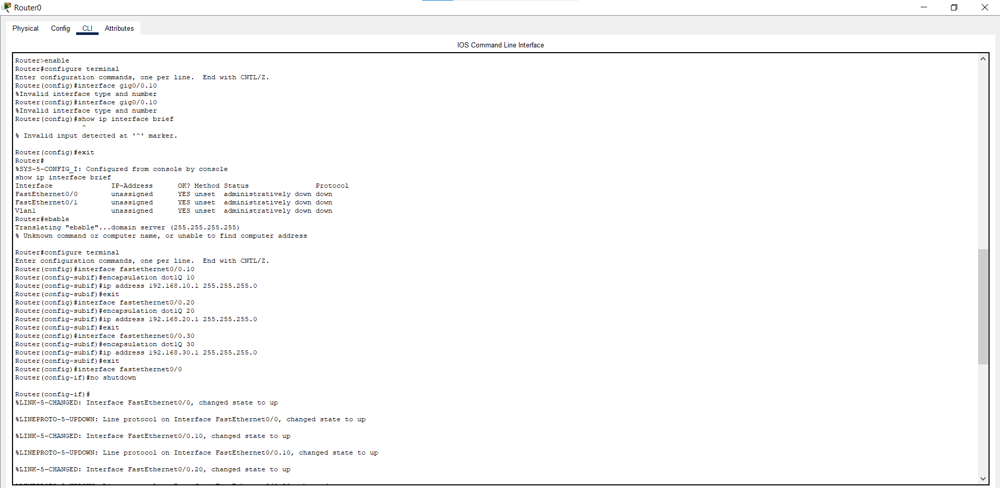 Router0
Physical Config CLI Attributes
IOS Command Line Interface
Router>enable
Router#configure terminal
Enter configuration commands, one per line.  End with CNTL/Z.
Router(config)#interface gig0/0.10
%Invalid interface type and number
Router(config)#interface gig0/0.10
%Invalid interface type and number
Router(config)#show ip interface brief
^
% Invalid input detected at '^' marker.
Router(config)#exit
Router#
%SYS-5-CONFIG_I: Configured from console by console
show ip interface brief
Interface              IP-Address      OK? Method Status                Protocol
FastEthernet0/0        unassigned      YES unset  administratively down down
FastEthernet0/1        unassigned      YES unset  administratively down down
Vlan1                  unassigned      YES unset  administratively down down
Router#ebable
Translating "ebable"...domain server (255.255.255.255)
% Unknown command or computer name, or unable to find computer address
Router#configure terminal
Enter configuration commands, one per line.  End with CNTL/Z.
Router(config)#interface fastethernet0/0.10
Router(config-subif)#encapsulation dot1Q 10
Router(config-subif)#ip address 192.168.10.1 255.255.255.0
Router(config-subif)#exit
Router(config)#interface fastethernet0/0.20
Router(config-subif)#encapsulation dot1Q 20
Router(config-subif)#ip address 192.168.20.1 255.255.255.0
Router(config-subif)#exit
Router(config)#interface fastethernet0/0.30
Router(config-subif)#encapsulation dot1Q 30
Router(config-subif)#ip address 192.168.30.1 255.255.255.0
Router(config-subif)#exit
Router(config)#interface fastethernet0/0
Router(config-if)#no shutdown
Router(config-if)#
%LINK-5-CHANGED: Interface FastEthernet0/0, changed state to up
%LINEPROTO-5-UPDOWN: Line protocol on Interface FastEthernet0/0, changed state to up
%LINK-5-CHANGED: Interface FastEthernet0/0.10, changed state to up
%LINEPROTO-5-UPDOWN: Line protocol on Interface FastEthernet0/0.10, changed state to up
%LINK-5-CHANGED: Interface FastEthernet0/0.20, changed state to up